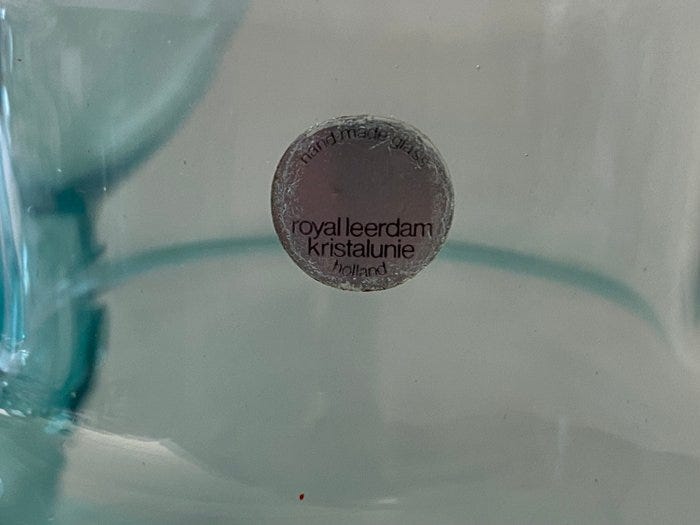 hand made glass
royal leerdam
kristalunie
holland